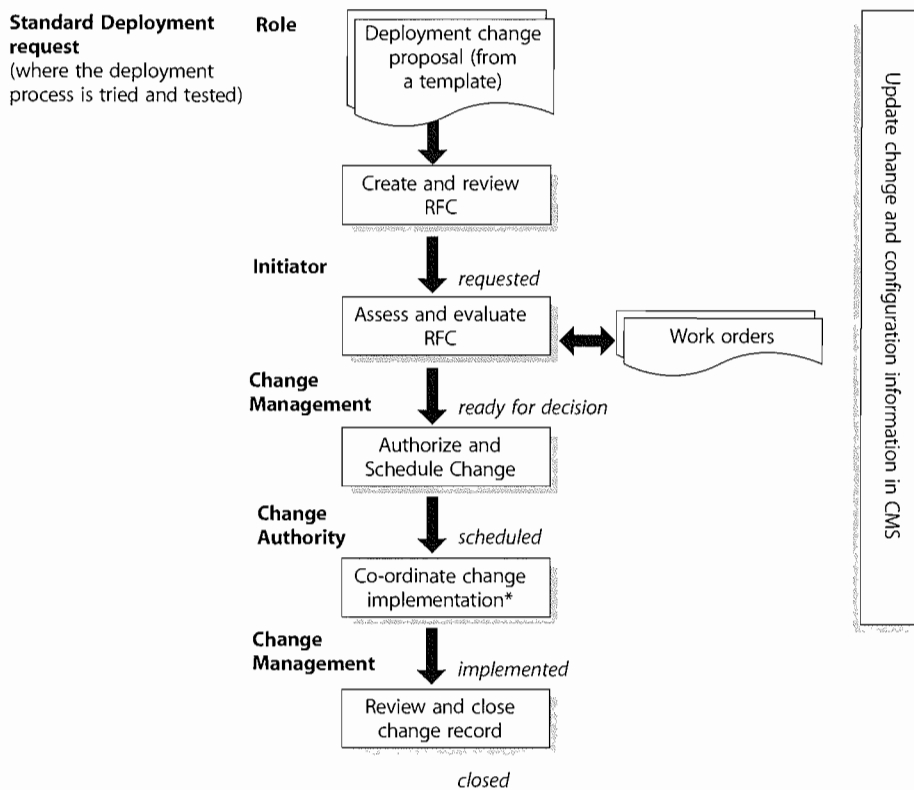 Standard Deployment
request
(where the deployment
process is tried and tested)
Role
Deployment change
proposal (from
a template)
Create and review
RFC
Initiator
requested
Assess and evaluate
RFC
Work orders
Change
Management
ready for decision
Authorize and
Schedule Change
Change
Authority
scheduled
Co-ordinate change
implementation*
Change
Management
implemented
Review and close
change record
closed
Update change and configuration information in CMS